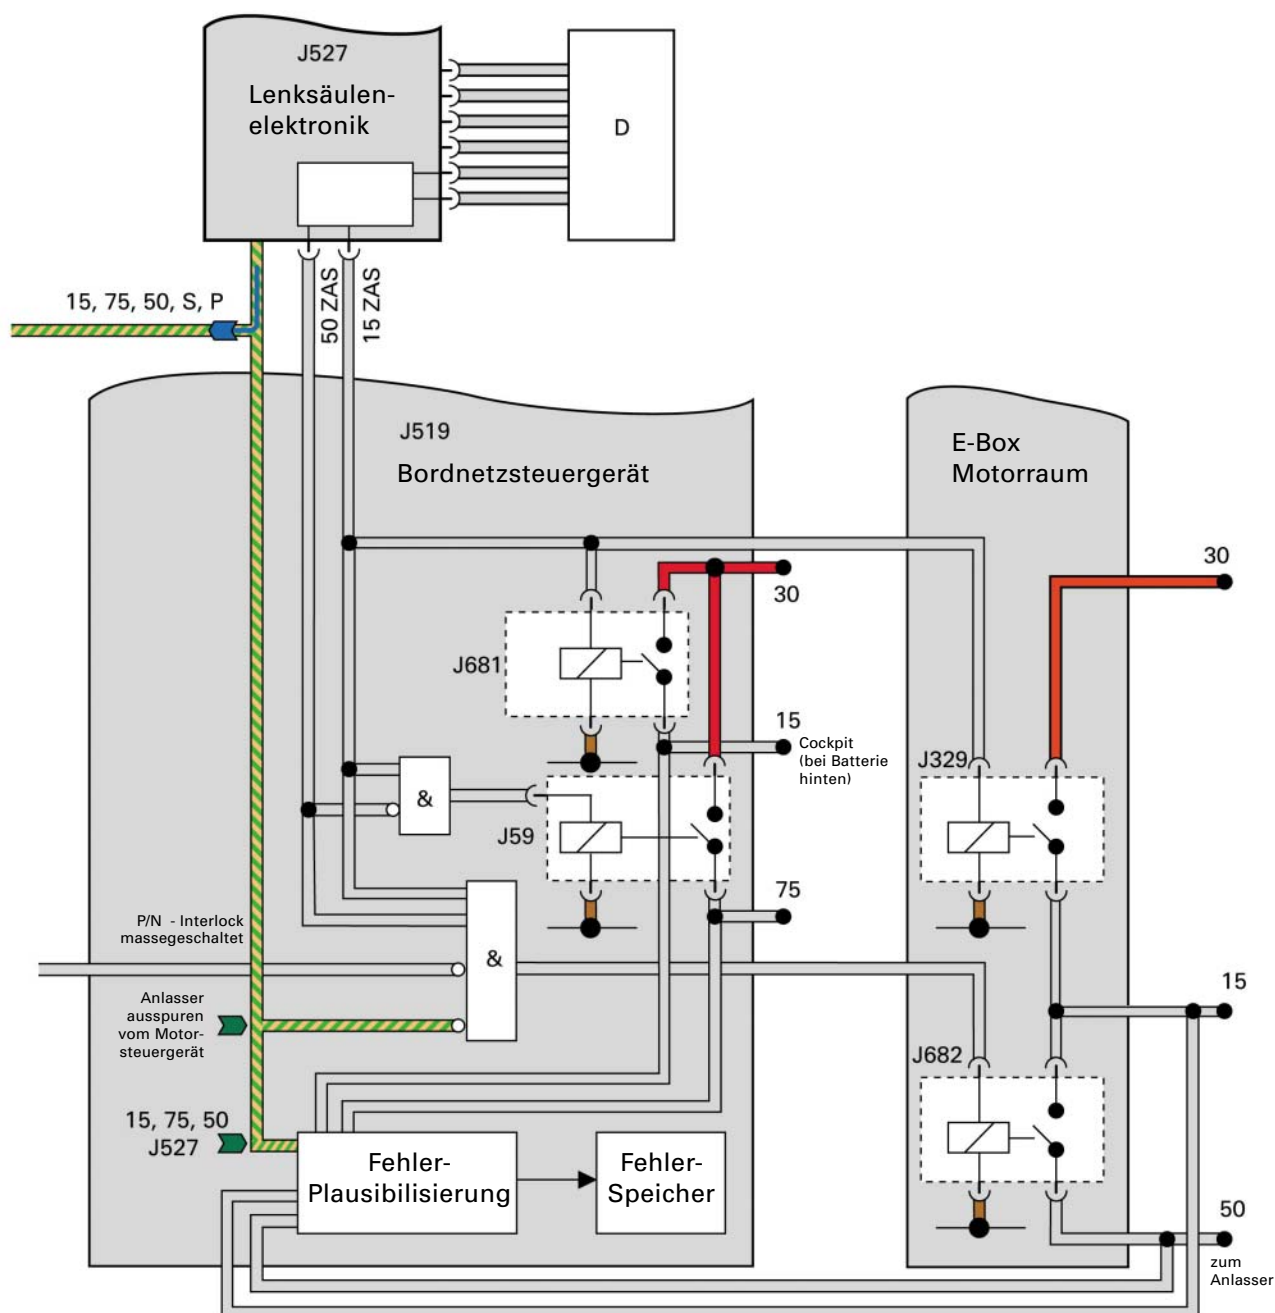 J527
Lenksäulen-
elektronik
D
15, 75, 50, S, P
50 ZAS
15 ZAS
J519
Bordnetzsteuergerät
E-Box
Motorraum
30
30
J681
15
Cockpit
(bei Batterie
hinten)
J329
&
J59
75
P/N - Interlock
massegeschaltet
&
15
Anlasser
ausspuren
vom Motor-
steuergerät
J682
15, 75, 50
J527
Fehler-
Plausibilisierung
Fehler-
Speicher
50
zum
Anlasser